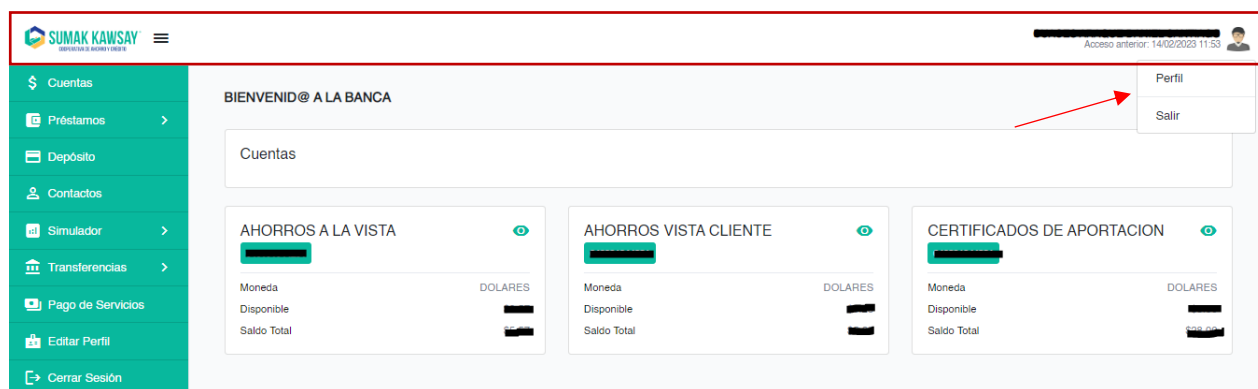 SUMAK KAWSAY
COOPERATIVA DE AHORRO Y CRÉDITO
Acceso anterior: 14/02/2023 11:53
Perfil
Salir
Cuentas
Préstamos
Depósito
Contactos
Simulador
Transferencias
Pago de Servicios
Editar Perfil
Cerrar Sesión
BIENVENID@ A LA BANCA
Cuentas
AHORROS A LA VISTA
Moneda DOLARES
Disponible
Saldo Total
AHORROS VISTA CLIENTE
Moneda DOLARES
Disponible
Saldo Total
CERTIFICADOS DE APORTACION
Moneda DOLARES
Disponible
Saldo Total